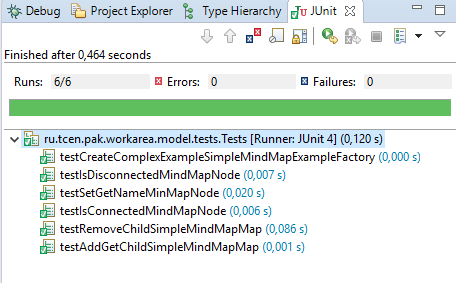 Debug Project Explorer Type Hierarchy JUnit
Finished after 0,464 seconds
Runs: 6/6 Errors: 0 Failures: 0
ru.tcen.pak.workarea.model.tests.Tests [Runner: JUnit 4] (0,120 s)
testCreateComplexExampleSimpleMindMapExampleFactory (0,000 s)
testIsDisconnectedMindMapNode (0,007 s)
testSetGetNameMinMapNode (0,020 s)
testIsConnectedMindMapNode (0,006 s)
testRemoveChildSimpleMindMapMap (0,086 s)
testAddGetChildSimpleMindMapMap (0,001 s)